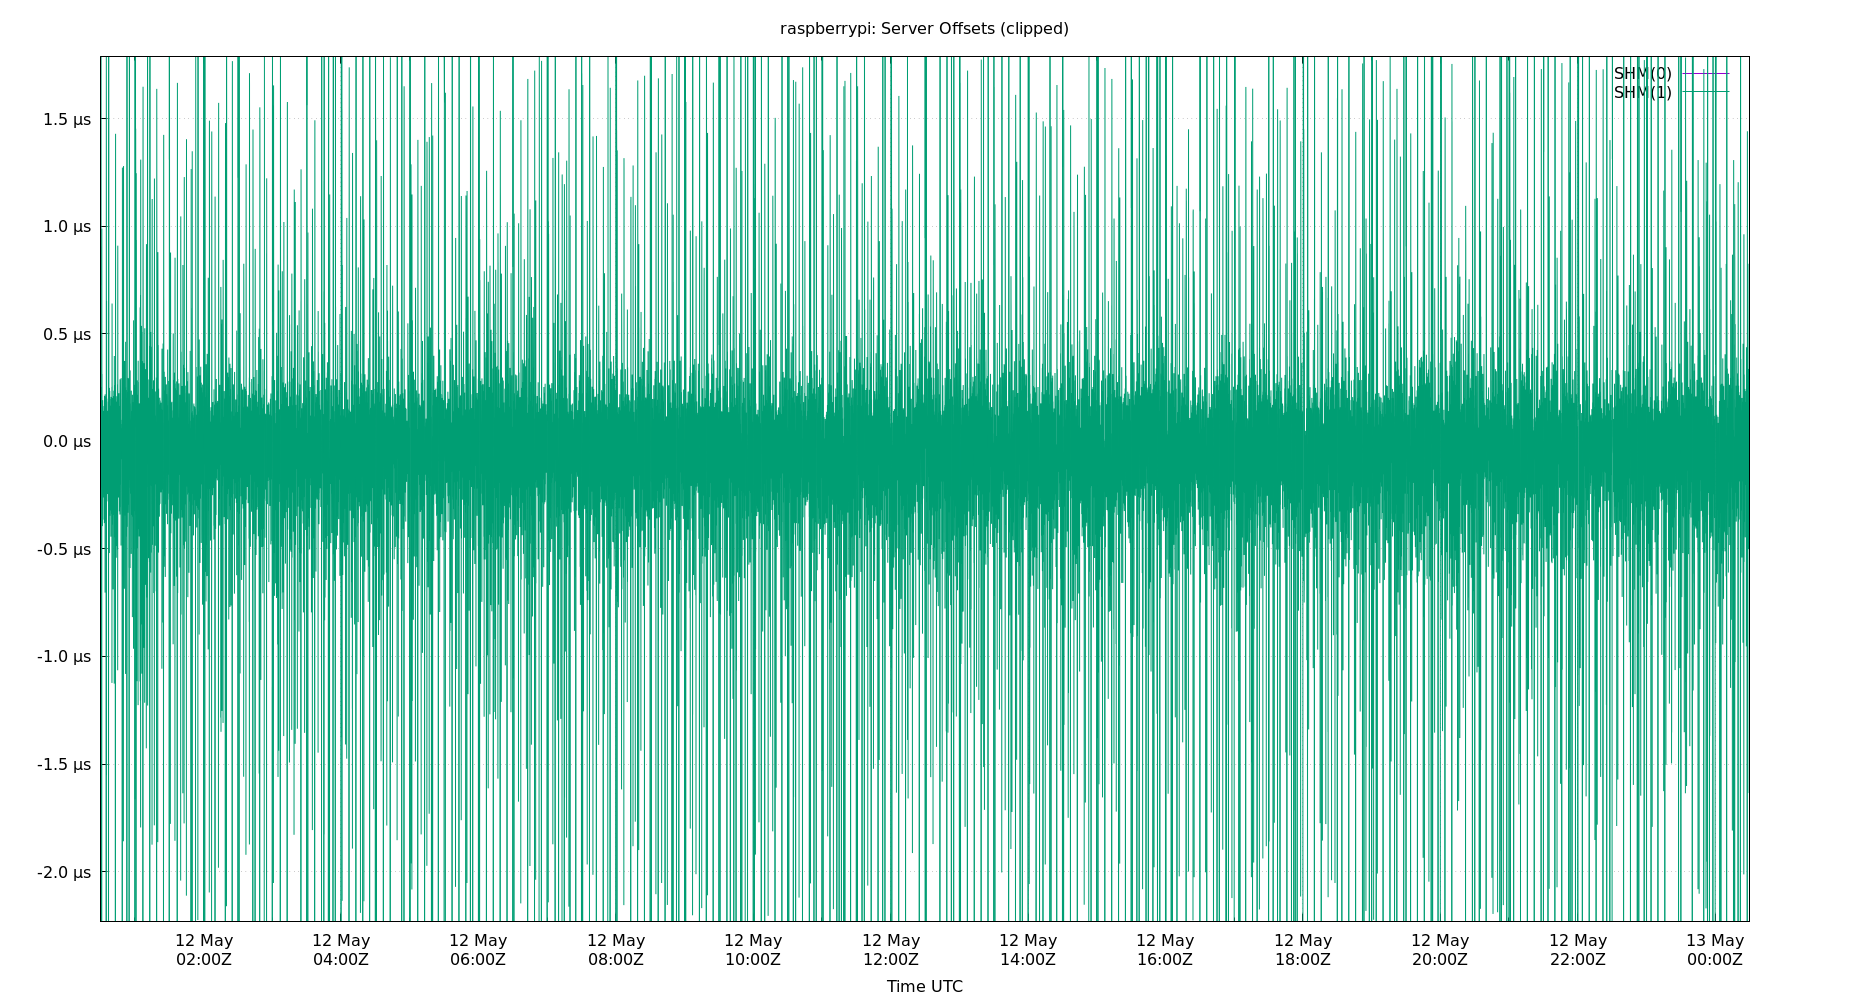 raspberrypi: Server Offsets (clipped)
SHM(0)
SHM(1)
1.5 µs
1.0 µs
0.5 µs
0.0 µs
-0.5 µs
-1.0 µs
-1.5 µs
-2.0 µs
12 May 12 May 12 May 12 May 12 May 12 May 12 May 12 May 12 May 12 May 12 May 13 May
02:00Z 04:00Z 06:00Z 08:00Z 10:00Z 12:00Z 14:00Z 16:00Z 18:00Z 20:00Z 22:00Z 00:00Z
Time UTC